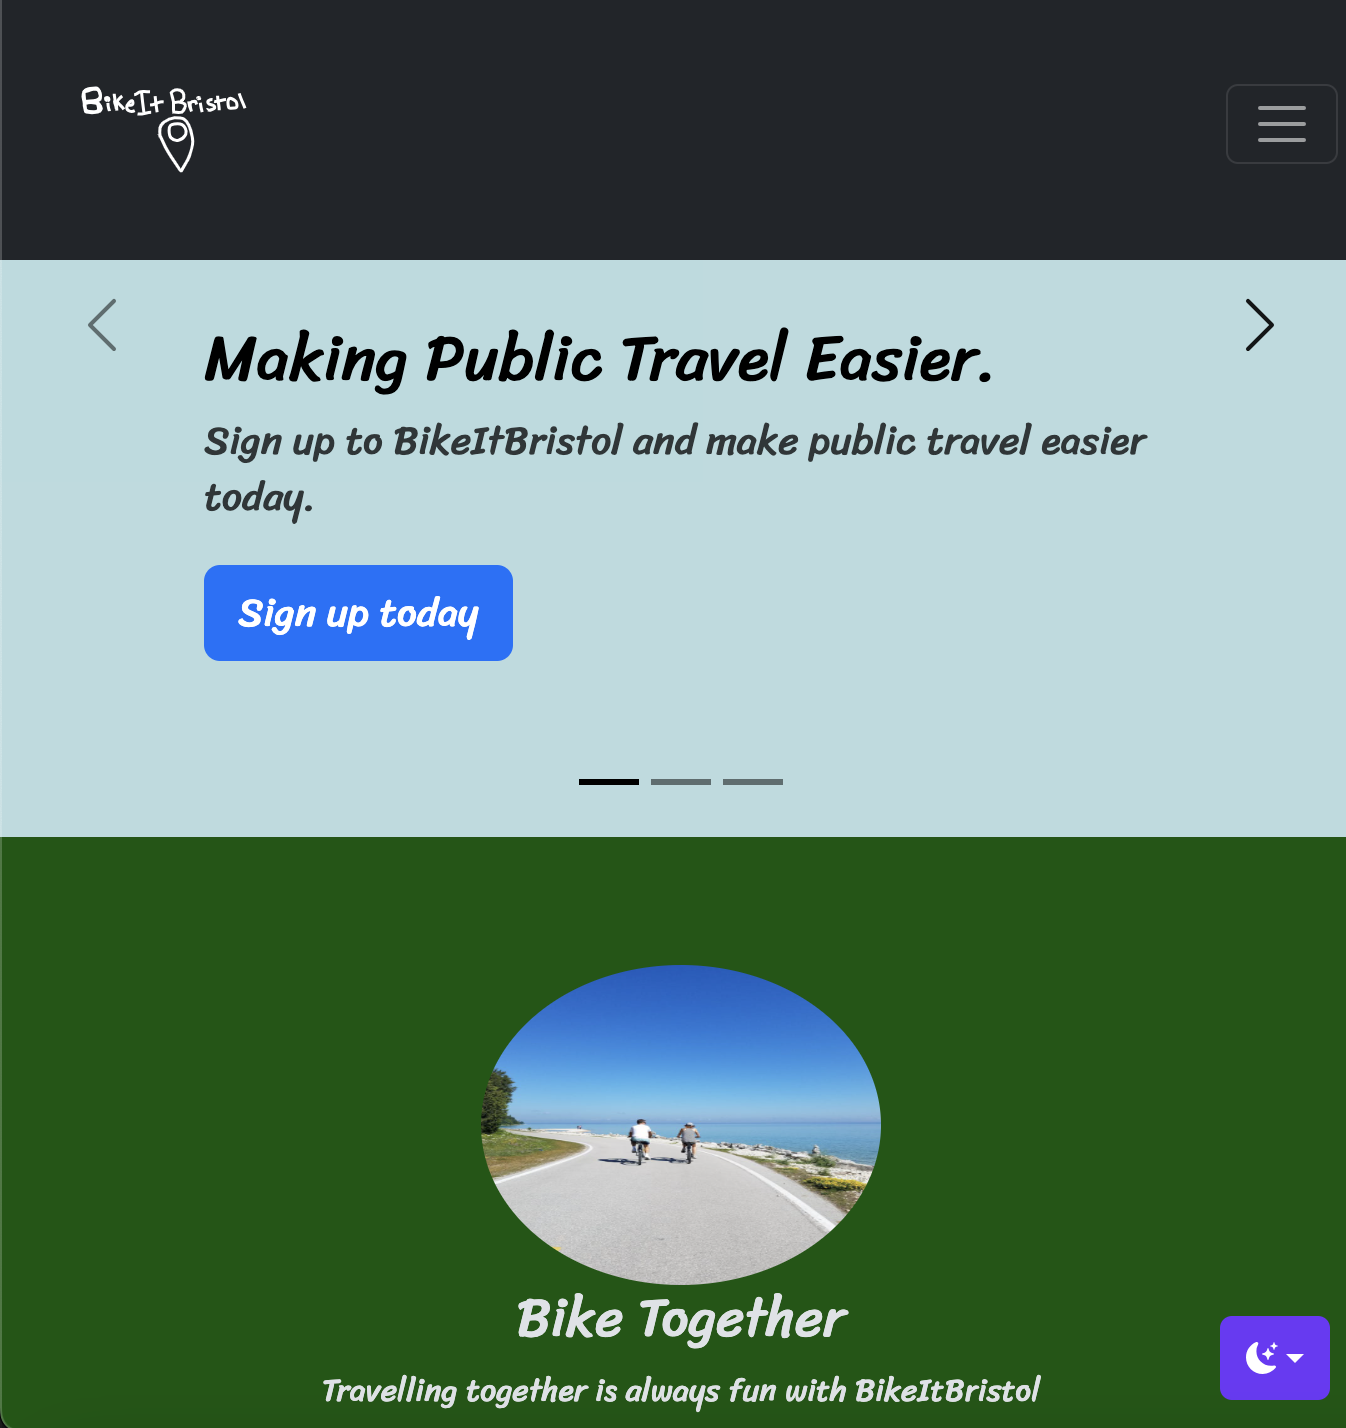 BikeIt Bristol
Making Public Travel Easier.
Sign up to BikeItBristol and make public travel easier
today.
Sign up today
Bike Together
Travelling together is always fun with BikeItBristol